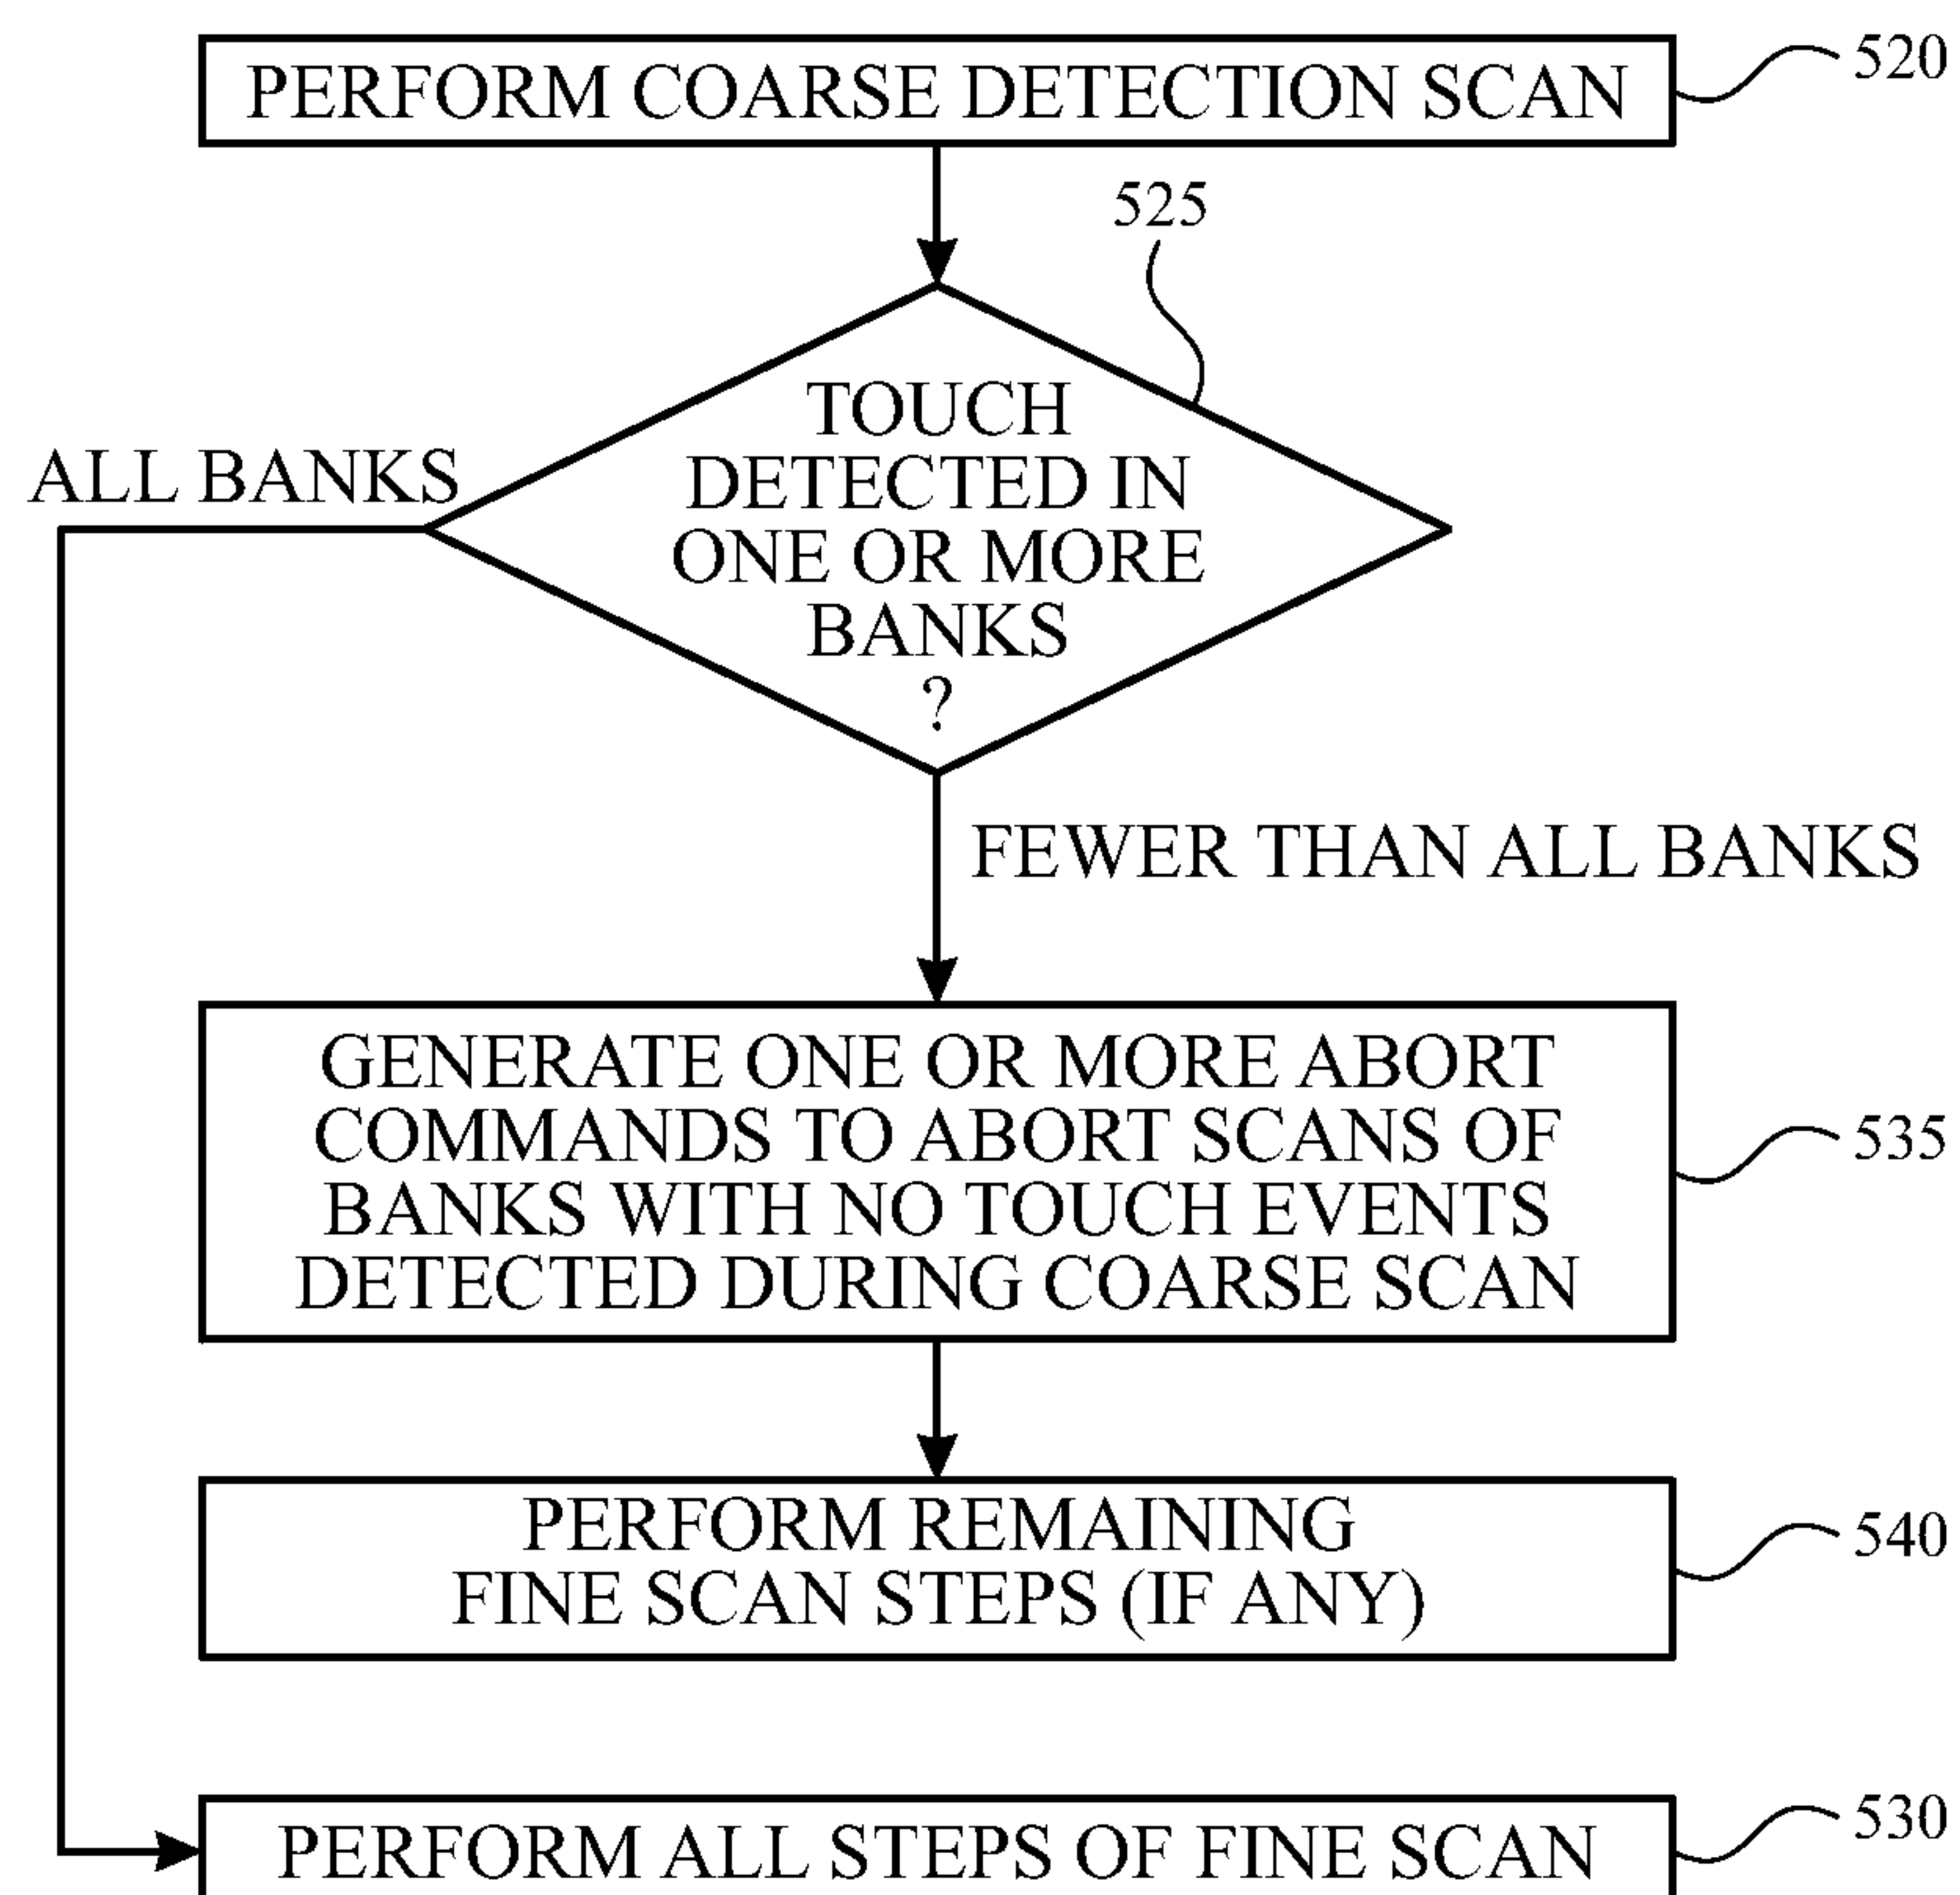 PERFORM COARSE DETECTION SCAN
520
525
TOUCH
DETECTED IN
ONE OR MORE
BANKS
?
ALL BANKS
FEWER THAN ALL BANKS
GENERATE ONE OR MORE ABORT
COMMANDS TO ABORT SCANS OF
BANKS WITH NO TOUCH EVENTS
DETECTED DURING COARSE SCAN
535
PERFORM REMAINING
FINE SCAN STEPS (IF ANY)
540
PERFORM ALL STEPS OF FINE SCAN
530